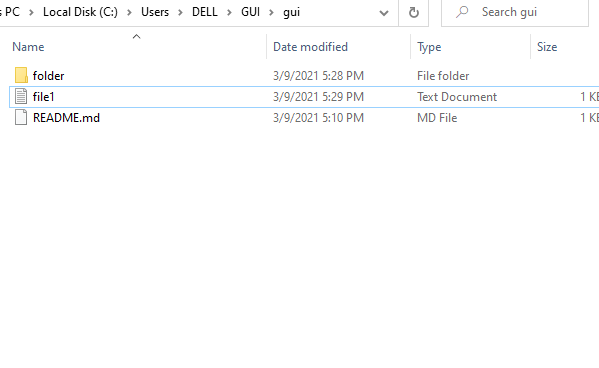 s PC > Local Disk (C:) > Users > DELL > GUI > gui Search gui
Name Date modified Type Size
folder 3/9/2021 5:28 PM File folder
file1 3/9/2021 5:29 PM Text Document 1 KB
README.md 3/9/2021 5:10 PM MD File 1 KB